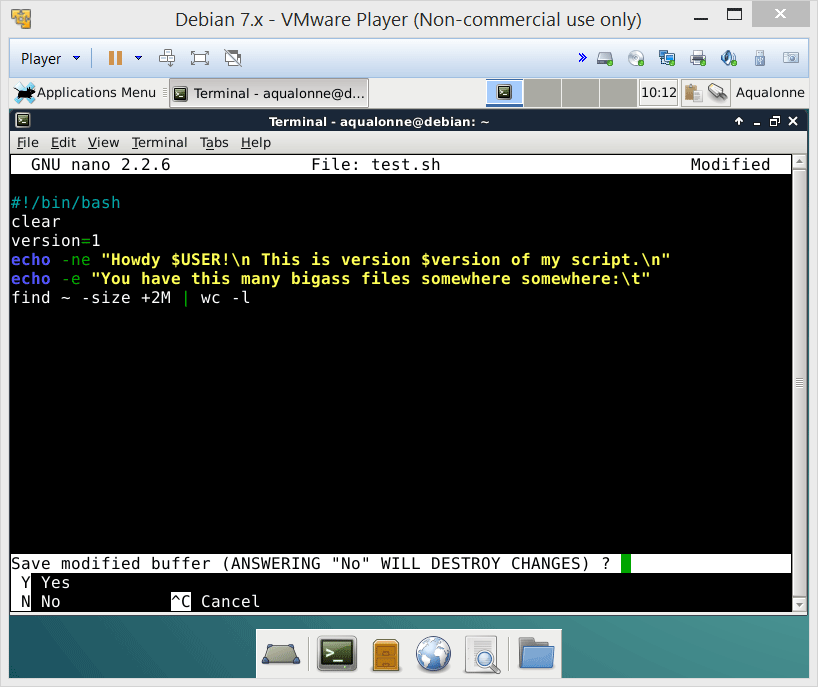 Debian 7.x - VMware Player (Non-commercial use only)
Player
Applications Menu
Terminal - aqualonne@d...
10:12
Aqualonne
Terminal - aqualonne@debian: ~
File Edit View Terminal Tabs Help
GNU nano 2.2.6 File: test.sh Modified
#!/bin/bash
clear
version=1
echo -ne "Howdy $USER!\n This is version $version of my script.\n"
echo -e "You have this many bigass files somewhere somewhere:\t"
find ~ -size +2M | wc -l
Save modified buffer (ANSWERING "No" WILL DESTROY CHANGES) ?
Y Yes
N No ^C Cancel